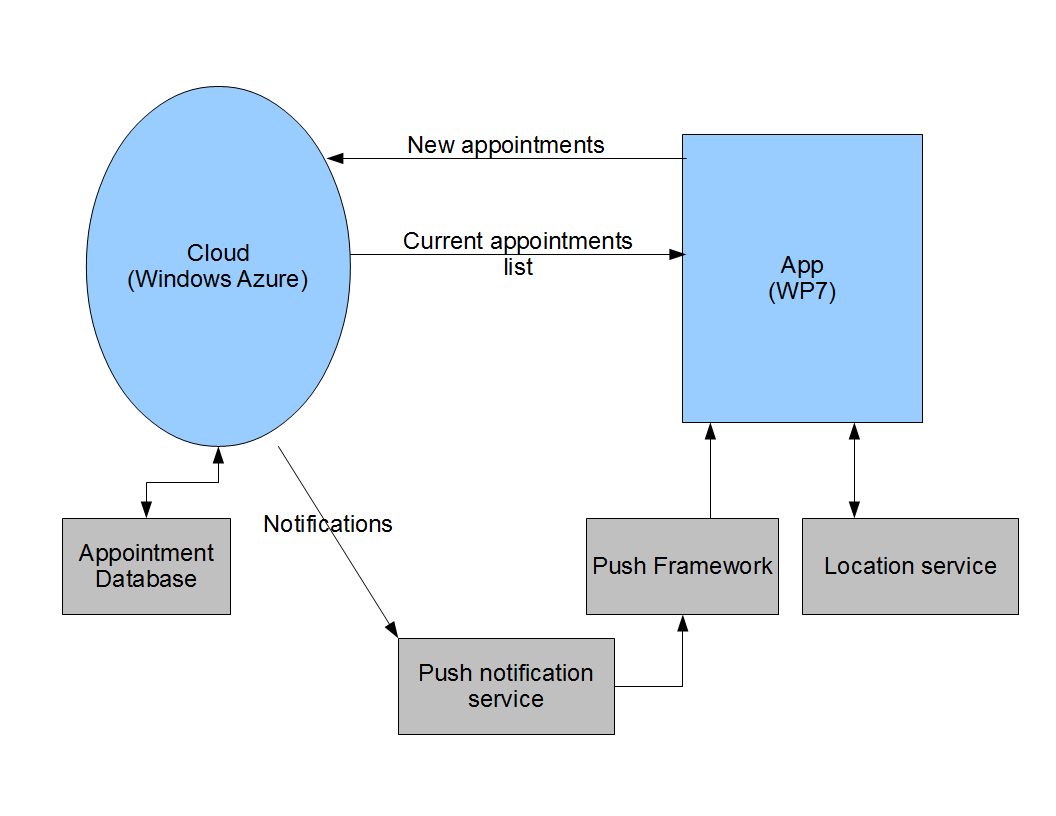 New appointments
Current appointments
list
Cloud
(Windows Azure)
App
(WP7)
Notifications
Appointment
Database
Push Framework
Location service
Push notification
service